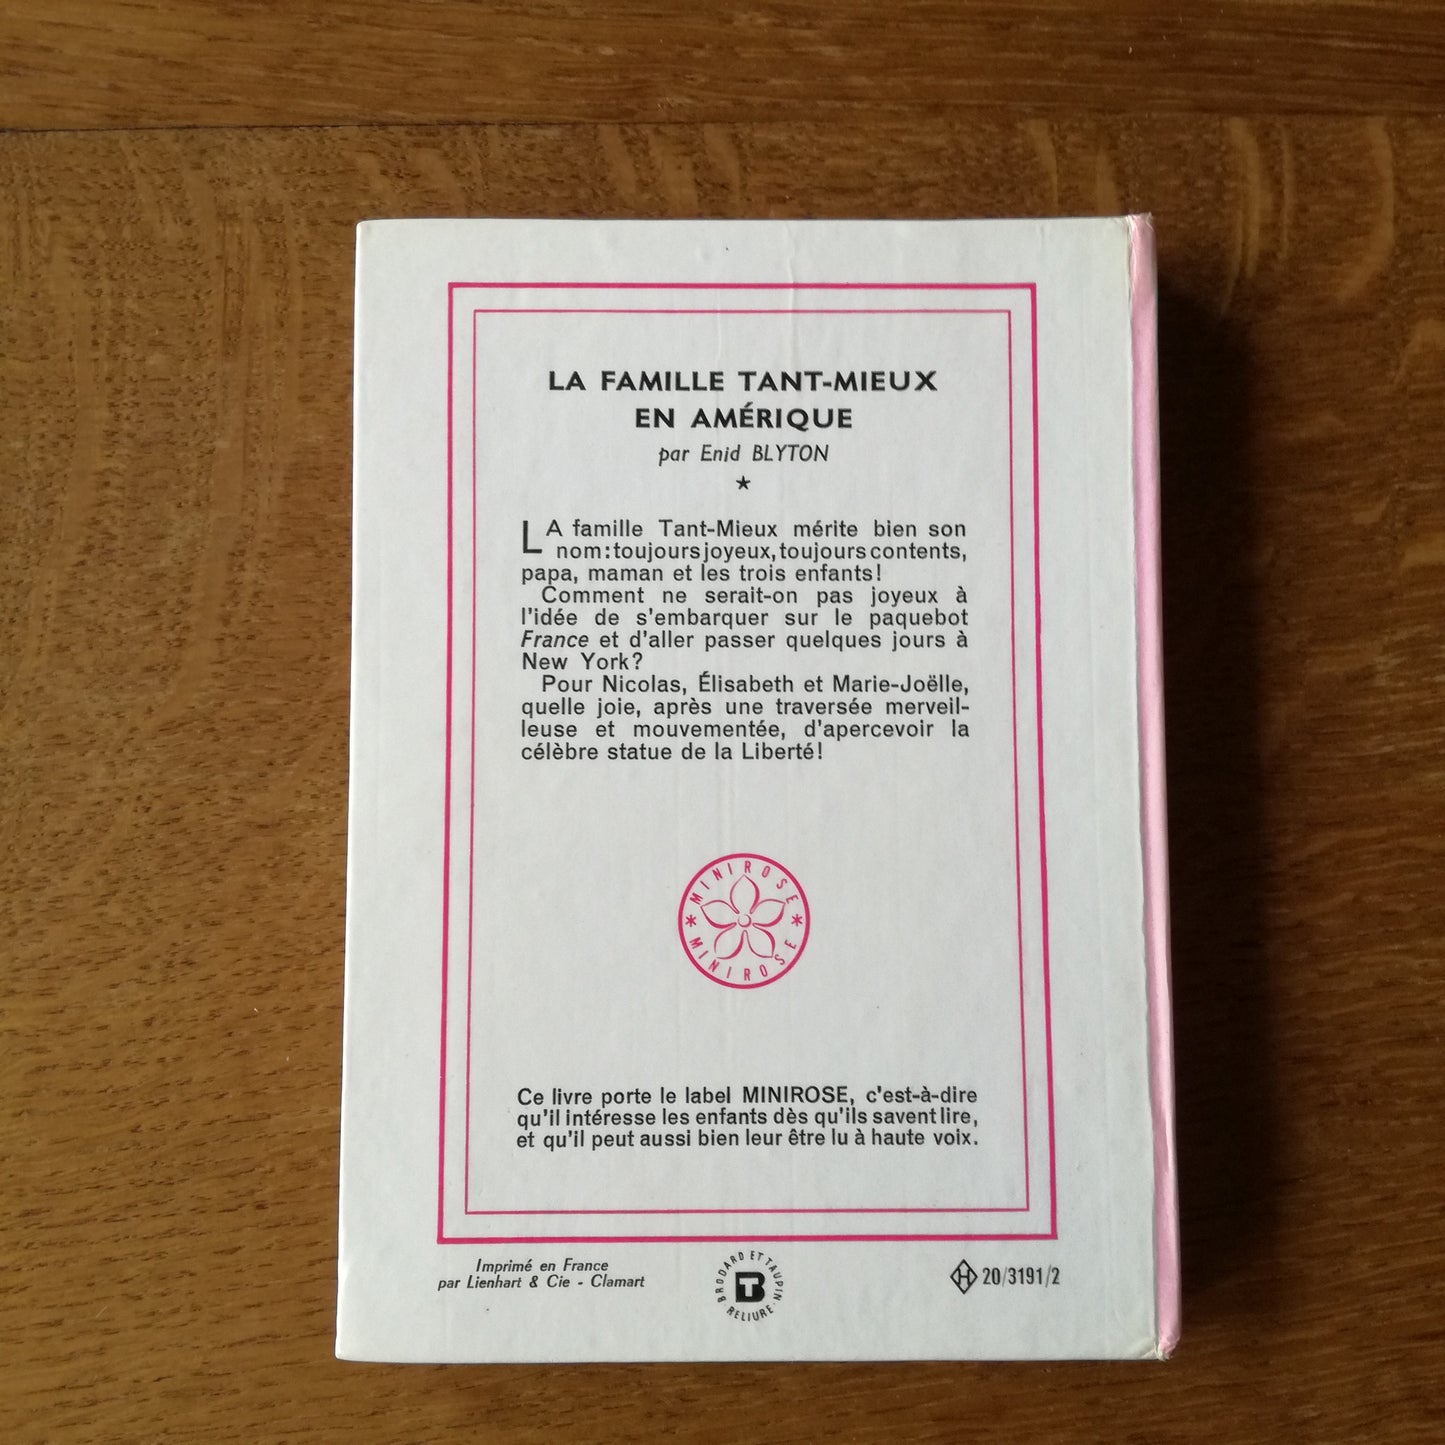 LA FAMILLE TANT-MIEUX
EN AMÉRIQUE
par Enid BLYTON
★
LA famille Tant-Mieux mérite bien son
nom: toujours joyeux, toujours contents,
papa, maman et les trois enfants!
Comment ne serait-on pas joyeux à
l'idée de s'embarquer sur le paquebot
France et d'aller passer quelques jours à
New York?
Pour Nicolas, Élisabeth et Marie-Joëlle,
quelle joie, après une traversée merveil-
leuse et mouvementée, d'apercevoir la
célèbre statue de la Liberté!
MINIROSE * MINIROSE *
Ce livre porte le label MINIROSE, c'est-à-dire
qu'il intéresse les enfants dès qu'ils savent lire,
et qu'il peut aussi bien leur être lu à haute voix.
Imprimé en France
par Lienhart & Cie - Clamart
BRODARD ET TAUPIN · RELIURE ·
BT
H 20/3191/2